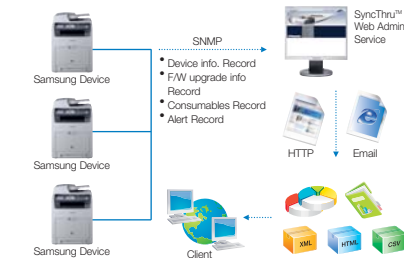 SNMP
• Device info. Record
• F/W upgrade info
Record
• Consumables Record
• Alert Record
SyncThru™
Web Admin
Service
Samsung Device
Samsung Device
Samsung Device
HTTP
Email
Client
XML
HTML
CSV